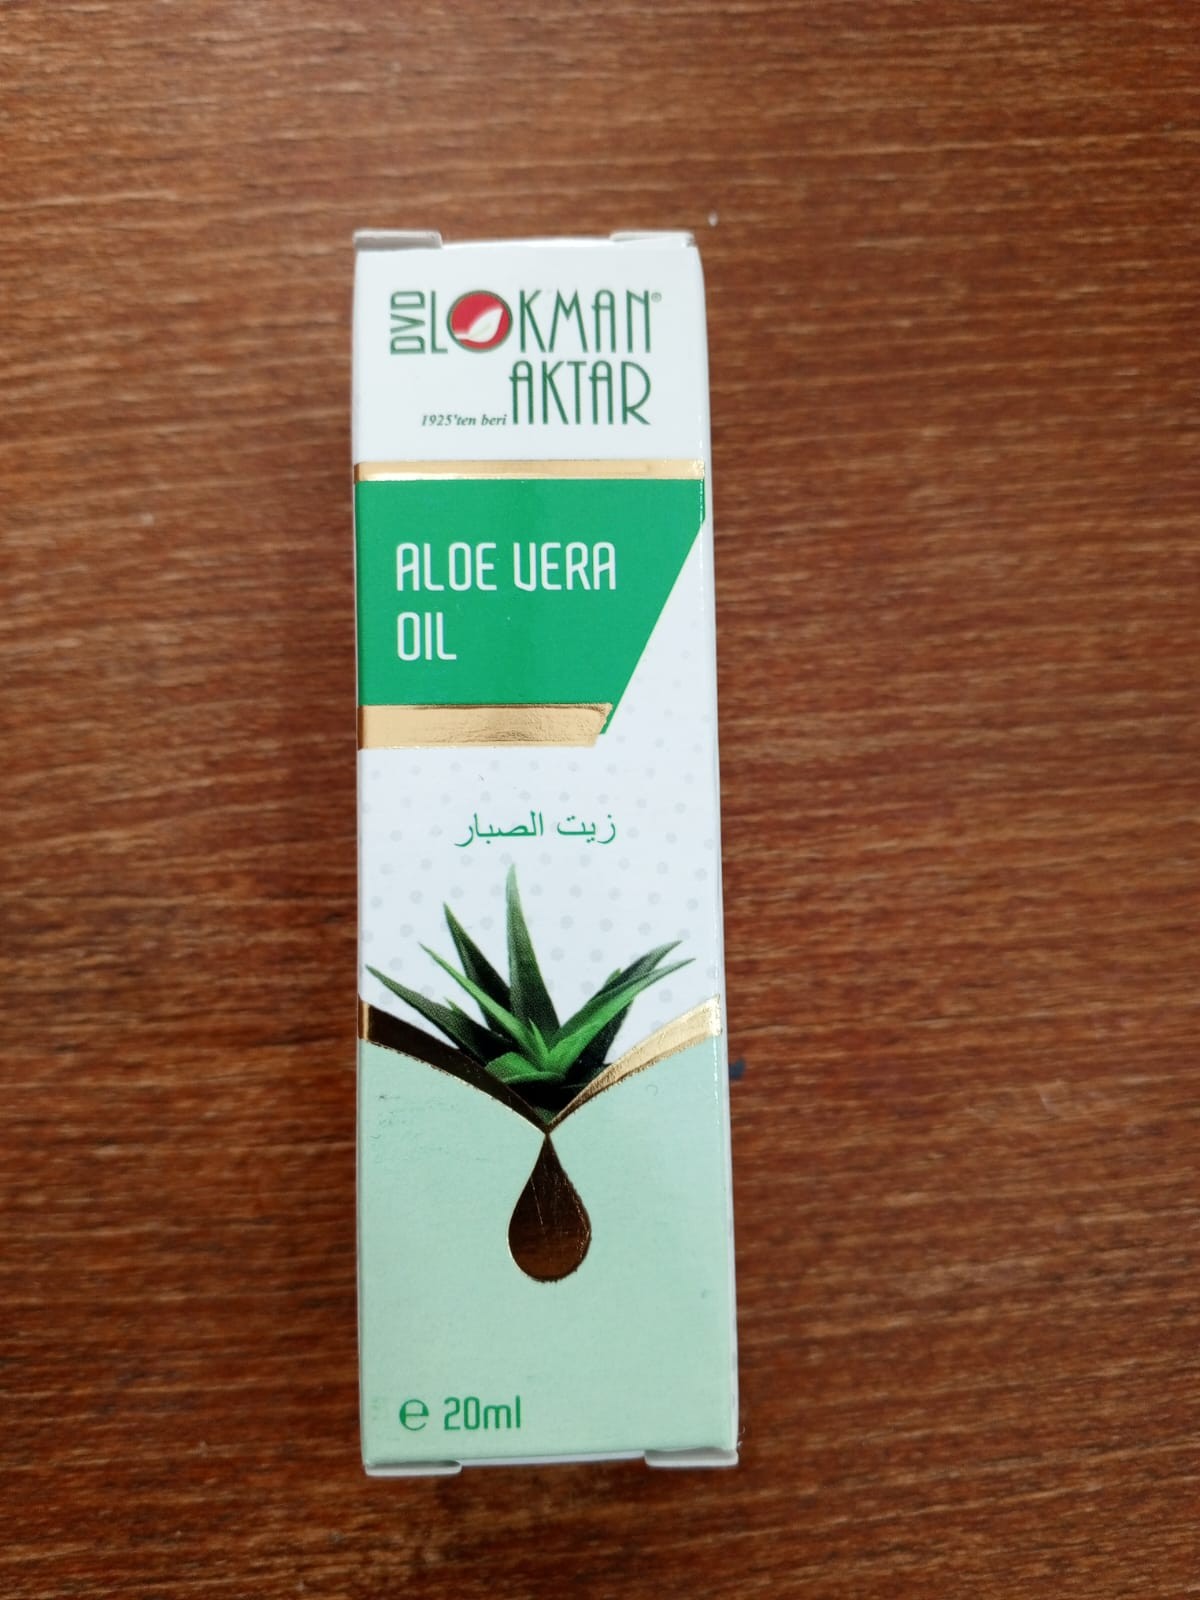 DVD LOKMAN®
1925'ten beri AKTAR
ALOE VERA
OIL
زيت الصبار
℮ 20ml